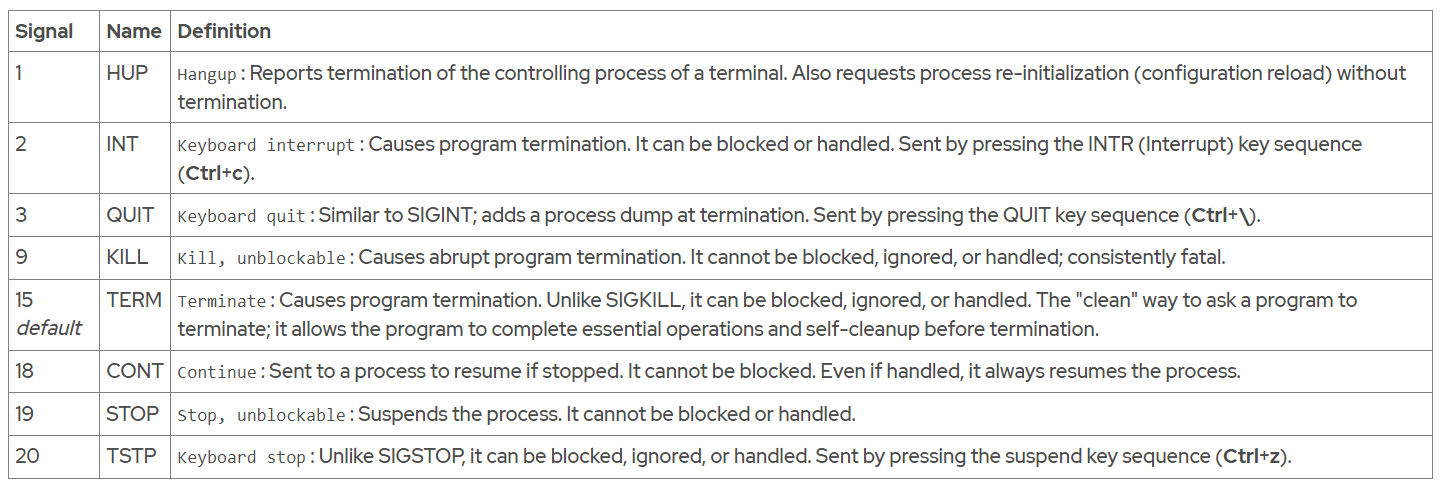 Signal Name Definition
1 HUP Hangup : Reports termination of the controlling process of a terminal. Also requests process re-initialization (configuration reload) without
termination.
2 INT Keyboard interrupt : Causes program termination. It can be blocked or handled. Sent by pressing the INTR (Interrupt) key sequence
(Ctrl+c).
3 QUIT Keyboard quit : Similar to SIGINT; adds a process dump at termination. Sent by pressing the QUIT key sequence (Ctrl+\).
9 KILL Kill, unblockable : Causes abrupt program termination. It cannot be blocked, ignored, or handled; consistently fatal.
15 TERM Terminate : Causes program termination. Unlike SIGKILL, it can be blocked, ignored, or handled. The "clean" way to ask a program to
default terminate; it allows the program to complete essential operations and self-cleanup before termination.
18 CONT Continue : Sent to a process to resume if stopped. It cannot be blocked. Even if handled, it always resumes the process.
19 STOP Stop, unblockable : Suspends the process. It cannot be blocked or handled.
20 TSTP Keyboard stop : Unlike SIGSTOP, it can be blocked, ignored, or handled. Sent by pressing the suspend key sequence (Ctrl+z).